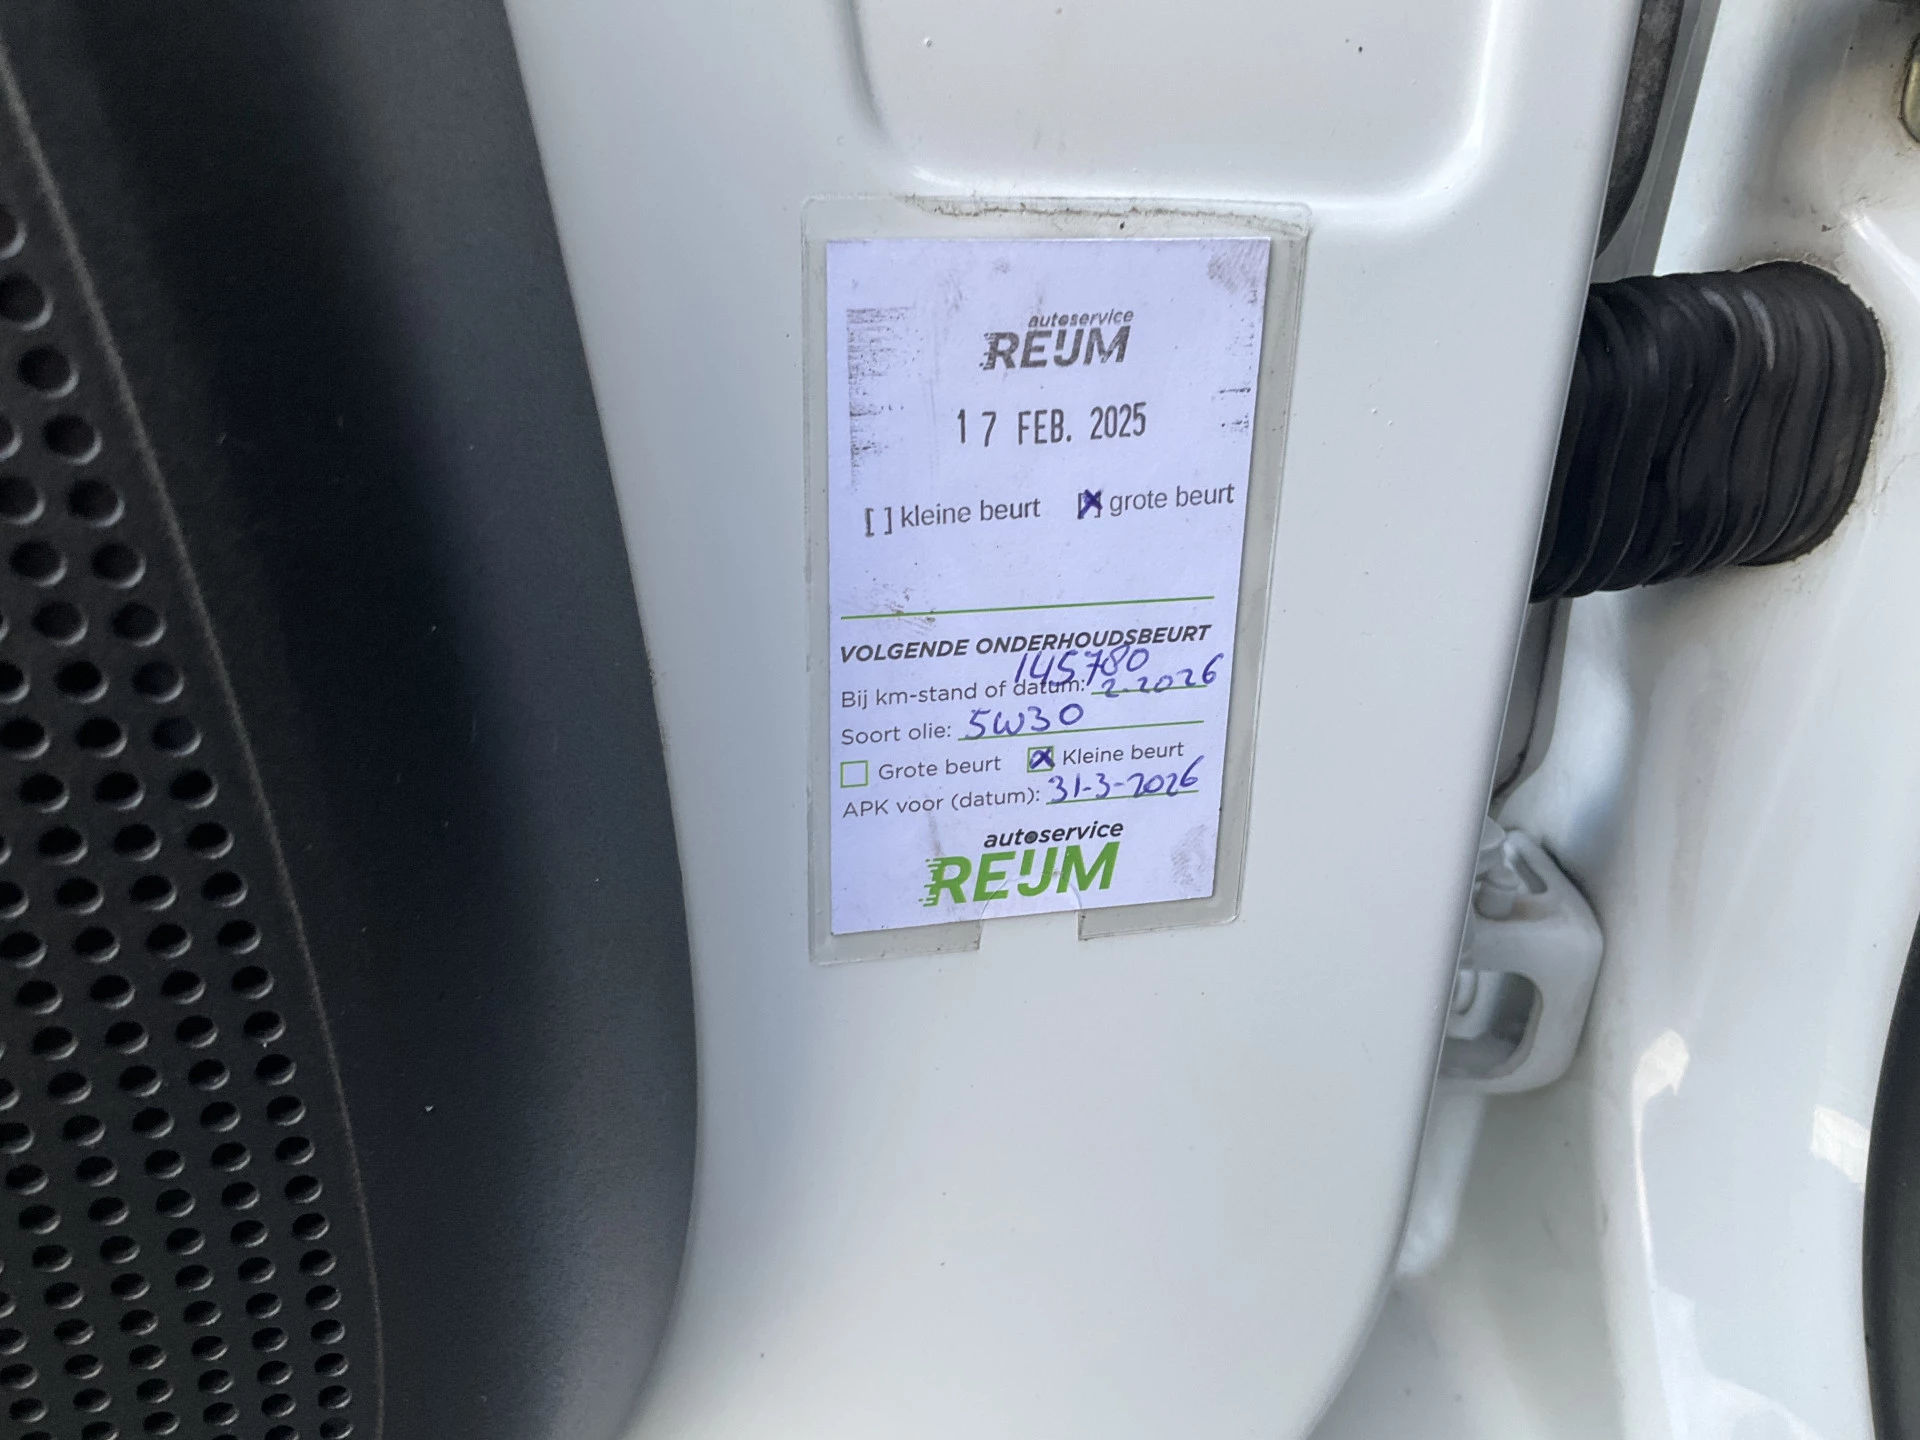 autoservice
REIJM
17 FEB. 2025
[ ] kleine beurt [X] grote beurt
VOLGENDE ONDERHOUDSBEURT
145780
Bij km-stand of datum: 2-2026
Soort olie: 5W30
Grote beurt X Kleine beurt
APK voor (datum): 31-3-2026
autoservice
REIJM